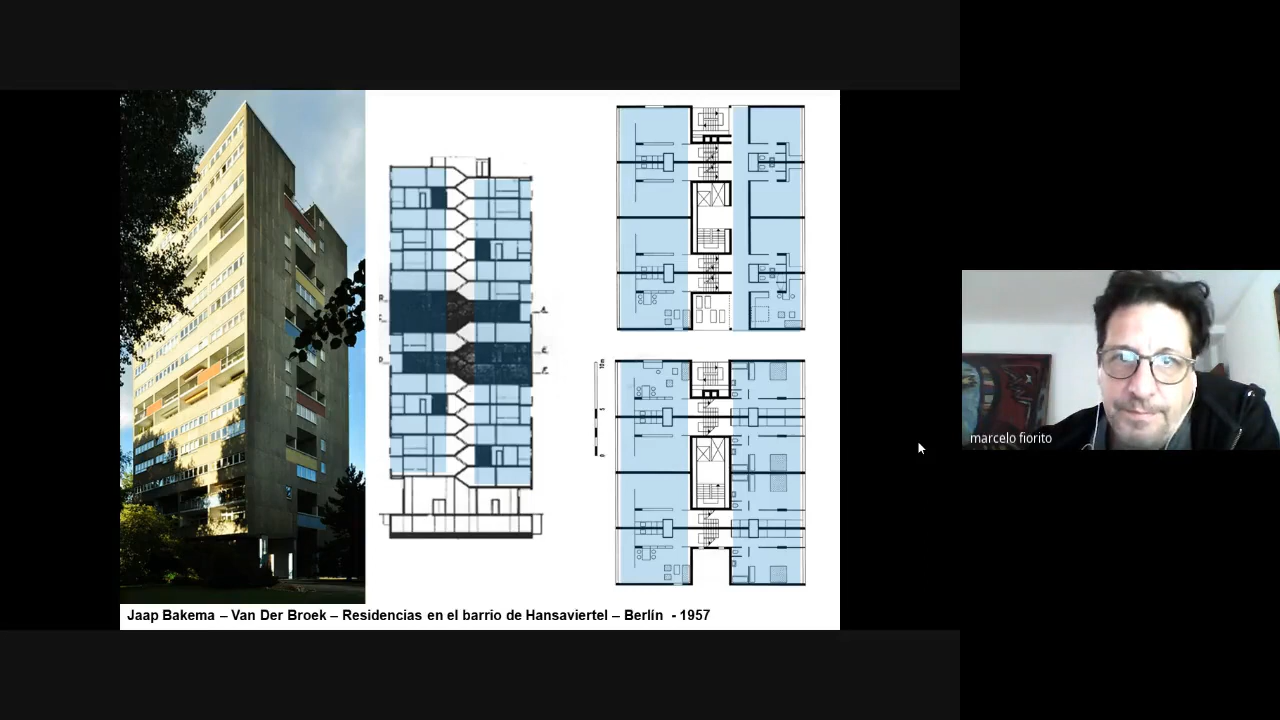 Jaap Bakema – Van Der Broek – Residencias en el barrio de Hansaviertel – Berlín - 1957
marcelo fiorito